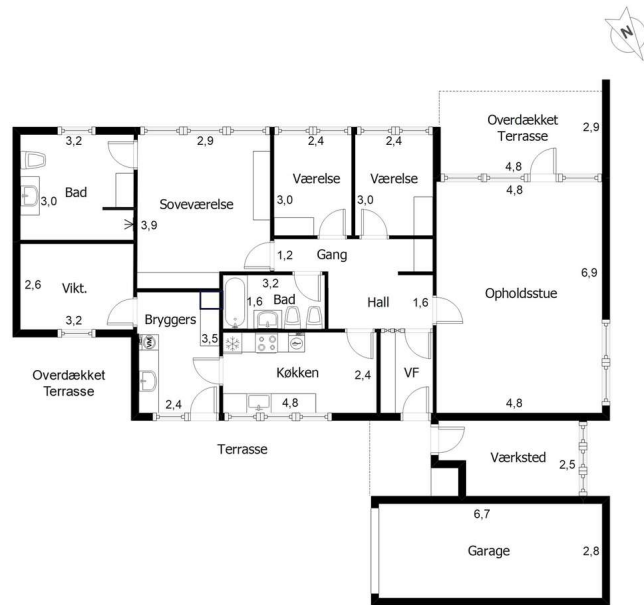 N
Overdækket
Terrasse
2,9
4,8
3,2
Bad
3,0
2,9
Soveværelse
3,9
2,4
Værelse
3,0
2,4
Værelse
3,0
4,8
6,9
Opholdsstue
4,8
1,2
Gang
2,6
Vikt.
3,2
3,2
1,6
Bad
Hall
1,6
Bryggers
3,5
VM
2,4
Køkken
2,4
4,8
VF
Overdækket
Terrasse
Terrasse
Værksted
2,5
6,7
Garage
2,8